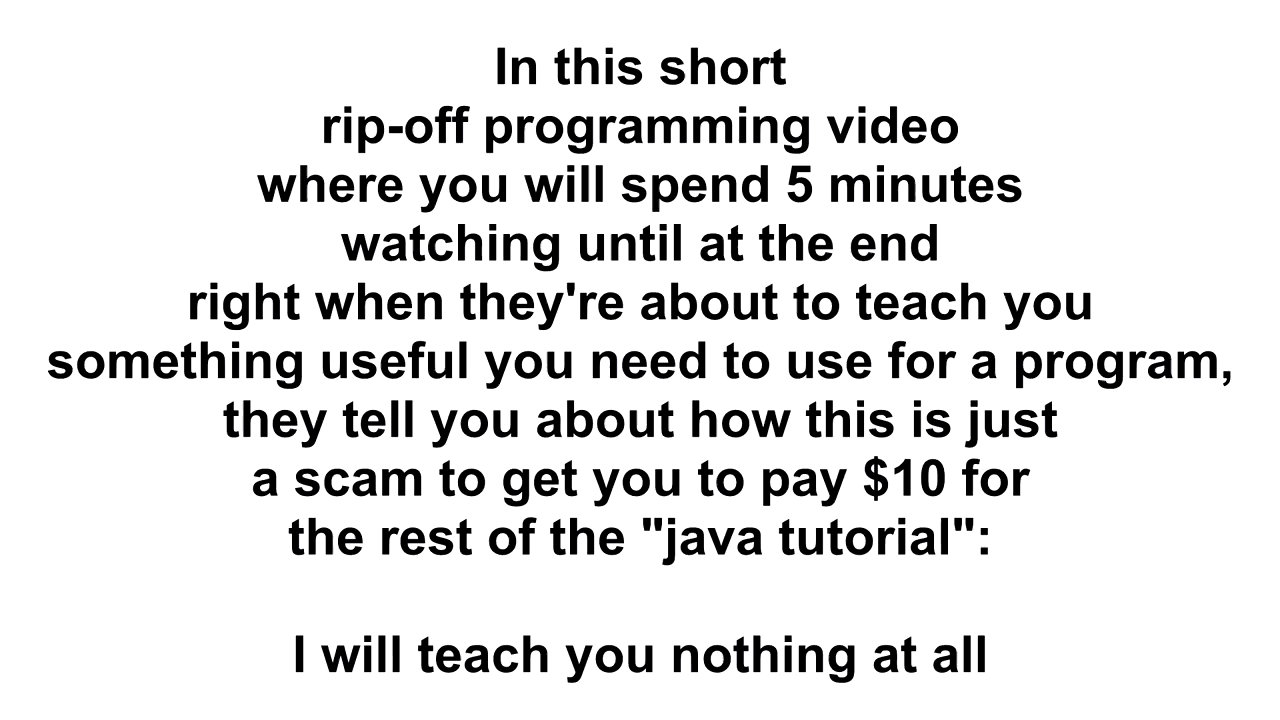 In this short
rip-off programming video
where you will spend 5 minutes
watching until at the end
right when they're about to teach you
something useful you need to use for a program,
they tell you about how this is just
a scam to get you to pay $10 for
the rest of the "java tutorial":
I will teach you nothing at all